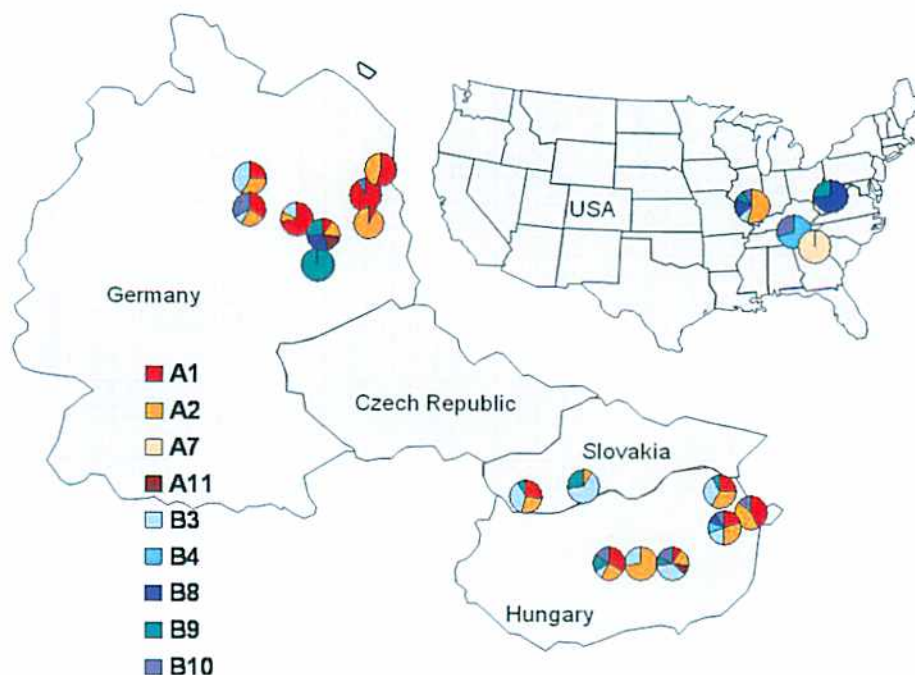 USA
Germany
Czech Republic
Slovakia
Hungary
A1
A2
A7
A11
B3
B4
B8
B9
B10